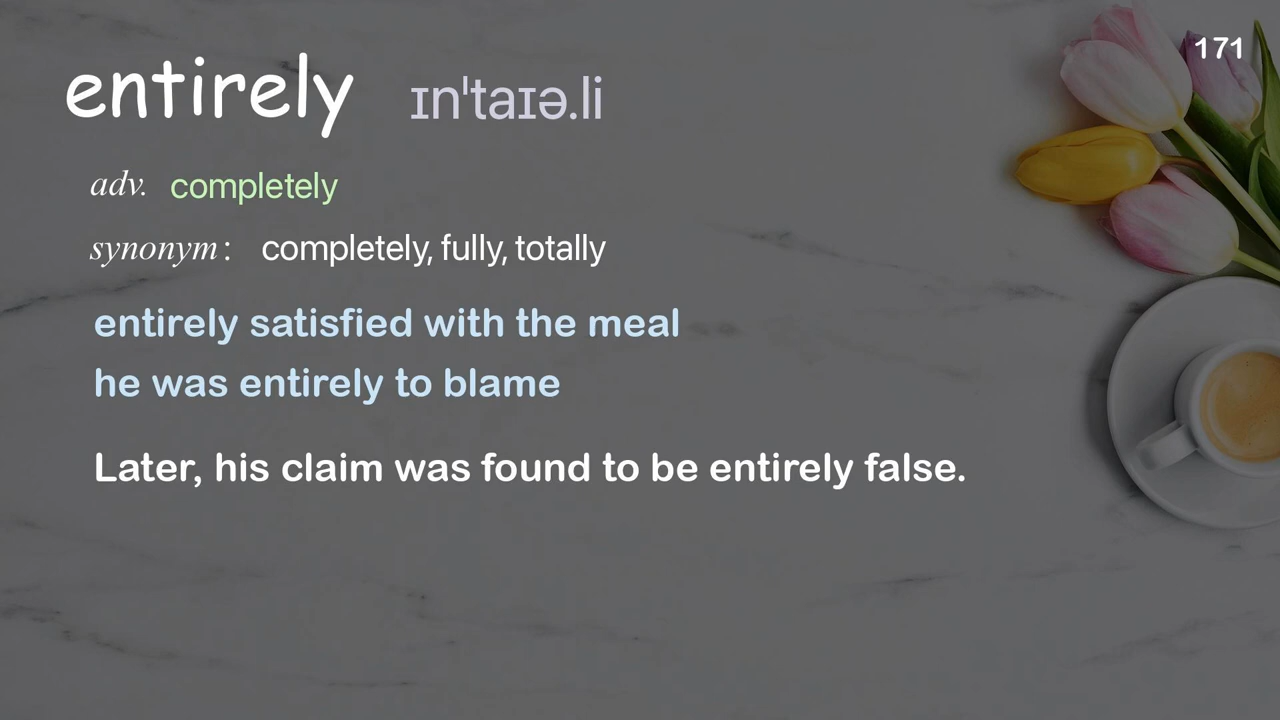 171
entirely ɪnˈtaɪə.li
adv. completely
synonym: completely, fully, totally
entirely satisfied with the meal
he was entirely to blame
Later, his claim was found to be entirely false.